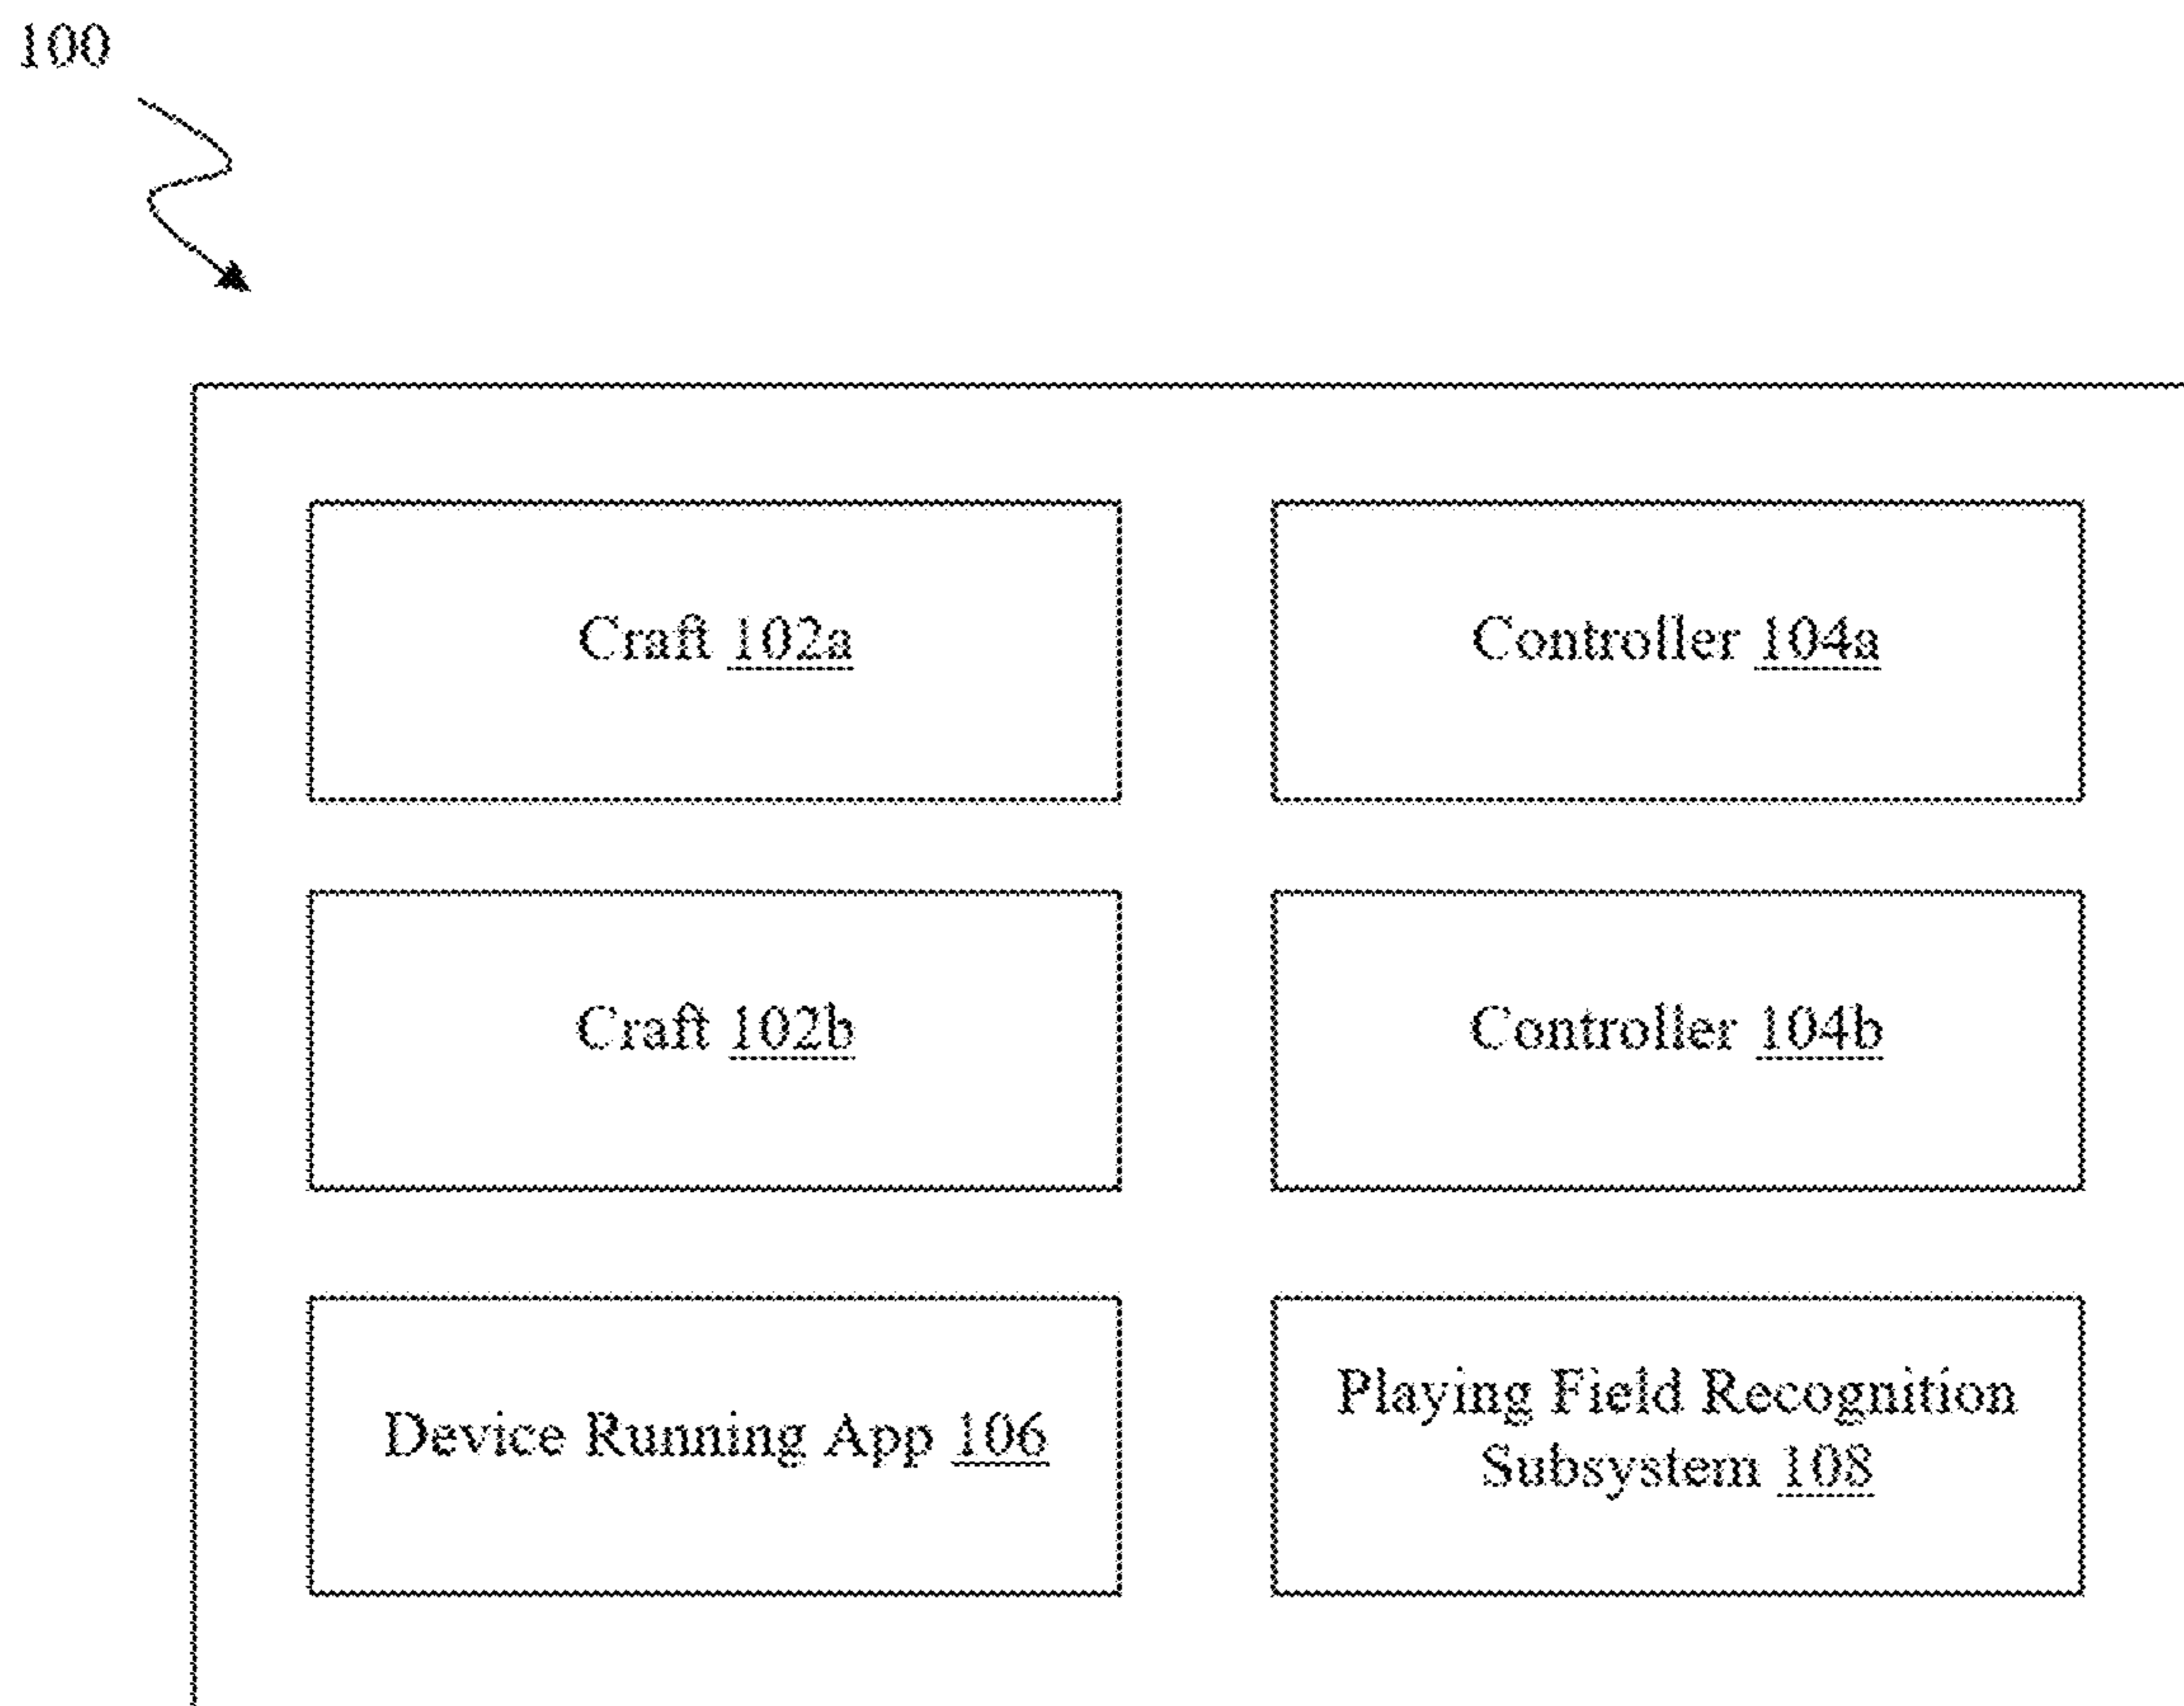 100
Craft 102a
Controller 104a
Craft 102b
Controller 104b
Device Running App 106
Playing Field Recognition
Subsystem 108